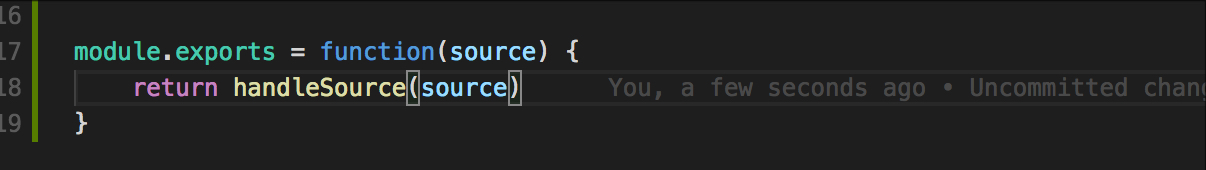 16
17 module.exports = function(source) {
18 return handleSource(source) You, a few seconds ago • Uncommitted chang
19 }